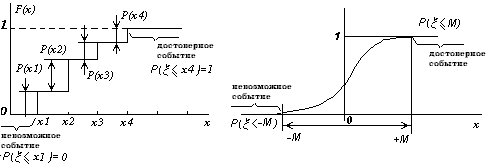 F(x)
1
P(x4)
P(x3)
P(x1)
P(x2)
достоверное
событие
P(ξ⩽x4)=1
0
x1 x2 x3 x4 x
невозможное
событие
P(ξ⩽x1)=0
P(ξ⩽M)
1
достоверное
событие
невозможное
событие
P(ξ<-M)
0
x
-M +M